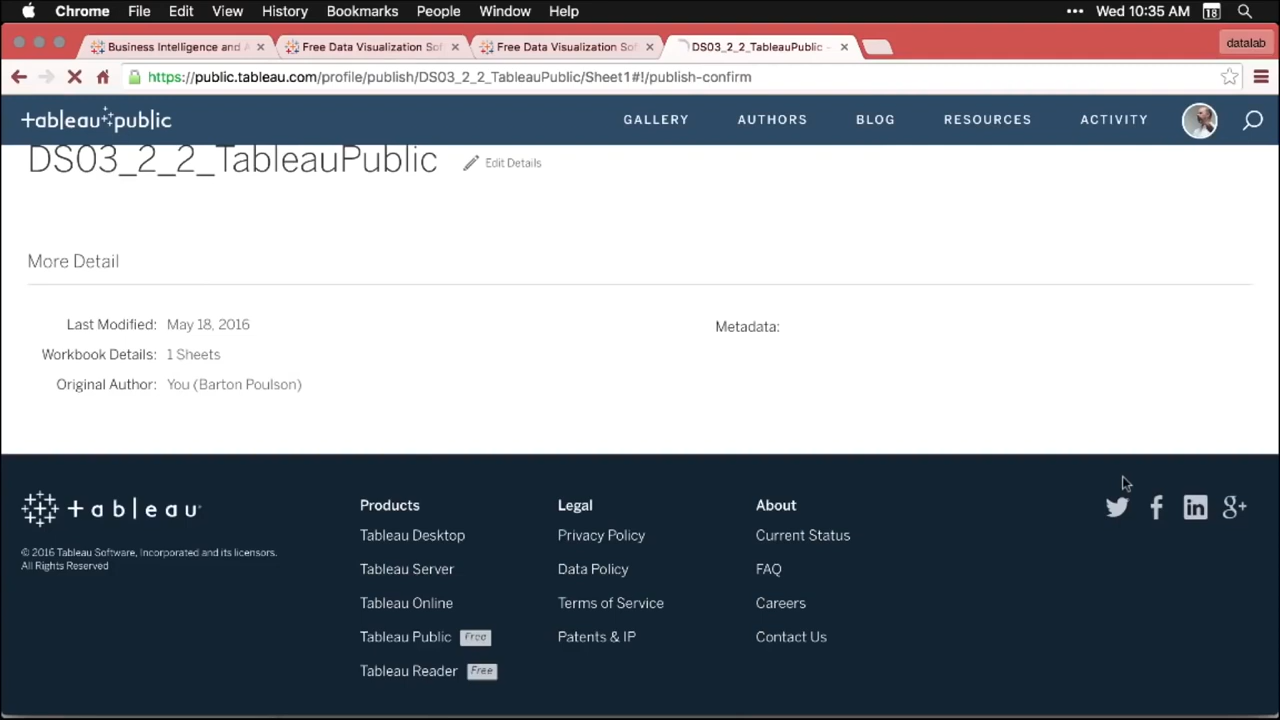 Chrome File Edit View History Bookmarks People Window Help ••• Wed 10:35 AM 18
Business Intelligence and A Free Data Visualization Sof Free Data Visualization Sof DS03_2_2_TableauPublic - datalab
https://public.tableau.com/profile/publish/DS03_2_2_TableauPublic/Sheet1#!/publish-confirm
+ableau public GALLERY AUTHORS BLOG RESOURCES ACTIVITY
DS03_2_2_TableauPublic Edit Details
More Detail
Last Modified: May 18, 2016
Metadata:
Workbook Details: 1 Sheets
Original Author: You (Barton Poulson)
+ableau
© 2016 Tableau Software, Incorporated and its licensors.
All Rights Reserved
Products
Tableau Desktop
Tableau Server
Tableau Online
Tableau Public Free
Tableau Reader Free
Legal
Privacy Policy
Data Policy
Terms of Service
Patents & IP
About
Current Status
FAQ
Careers
Contact Us
f in g+